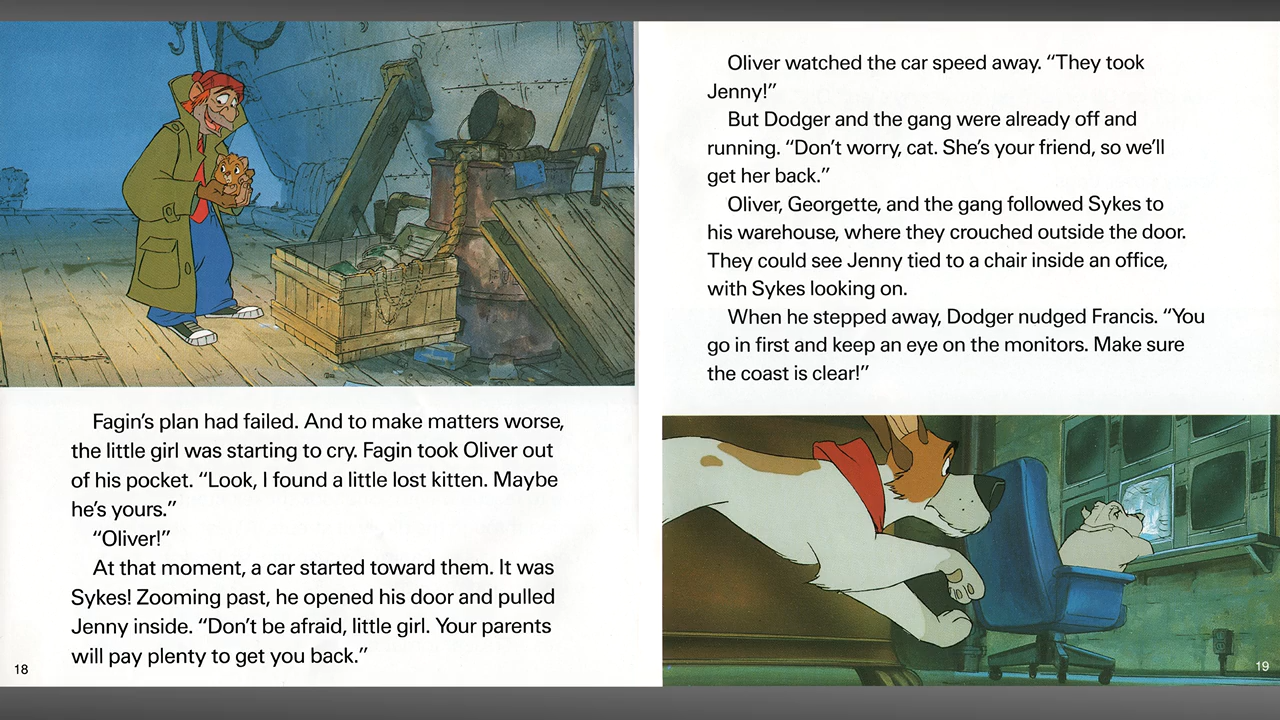 Fagin's plan had failed. And to make matters worse,
the little girl was starting to cry. Fagin took Oliver out
of his pocket. “Look, I found a little lost kitten. Maybe
he's yours.”
“Oliver!”
At that moment, a car started toward them. It was
Sykes! Zooming past, he opened his door and pulled
Jenny inside. “Don't be afraid, little girl. Your parents
will pay plenty to get you back.”
18
Oliver watched the car speed away. “They took
Jenny!”
But Dodger and the gang were already off and
running. “Don't worry, cat. She's your friend, so we'll
get her back.”
Oliver, Georgette, and the gang followed Sykes to
his warehouse, where they crouched outside the door.
They could see Jenny tied to a chair inside an office,
with Sykes looking on.
When he stepped away, Dodger nudged Francis. “You
go in first and keep an eye on the monitors. Make sure
the coast is clear!”
19